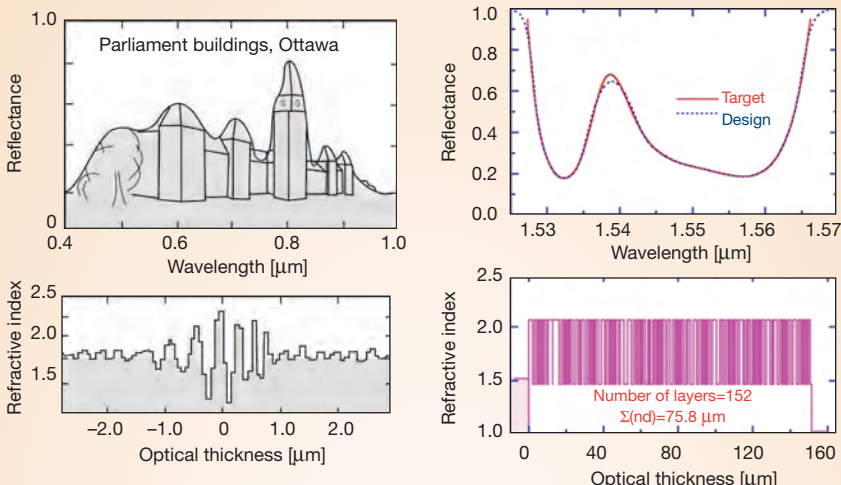 1.0
Parliament buildings, Ottawa
Reflectance
0
0.4 0.6 0.8 1.0
Wavelength [μm]
2.5
2.0
1.5
Refractive index
−2.0 −1.0 0 1.0 2.0
Optical thickness [μm]
1.0
0.8
0.6
0.4
0.2
0.0
Reflectance
Target
Design
1.53 1.54 1.55 1.56 1.57
Wavelength [μm]
2.5
2.0
1.5
1.0
Refractive index
Number of layers=152
Σ(nd)=75.8 μm
0 40 80 120 160
Optical thickness [μm]